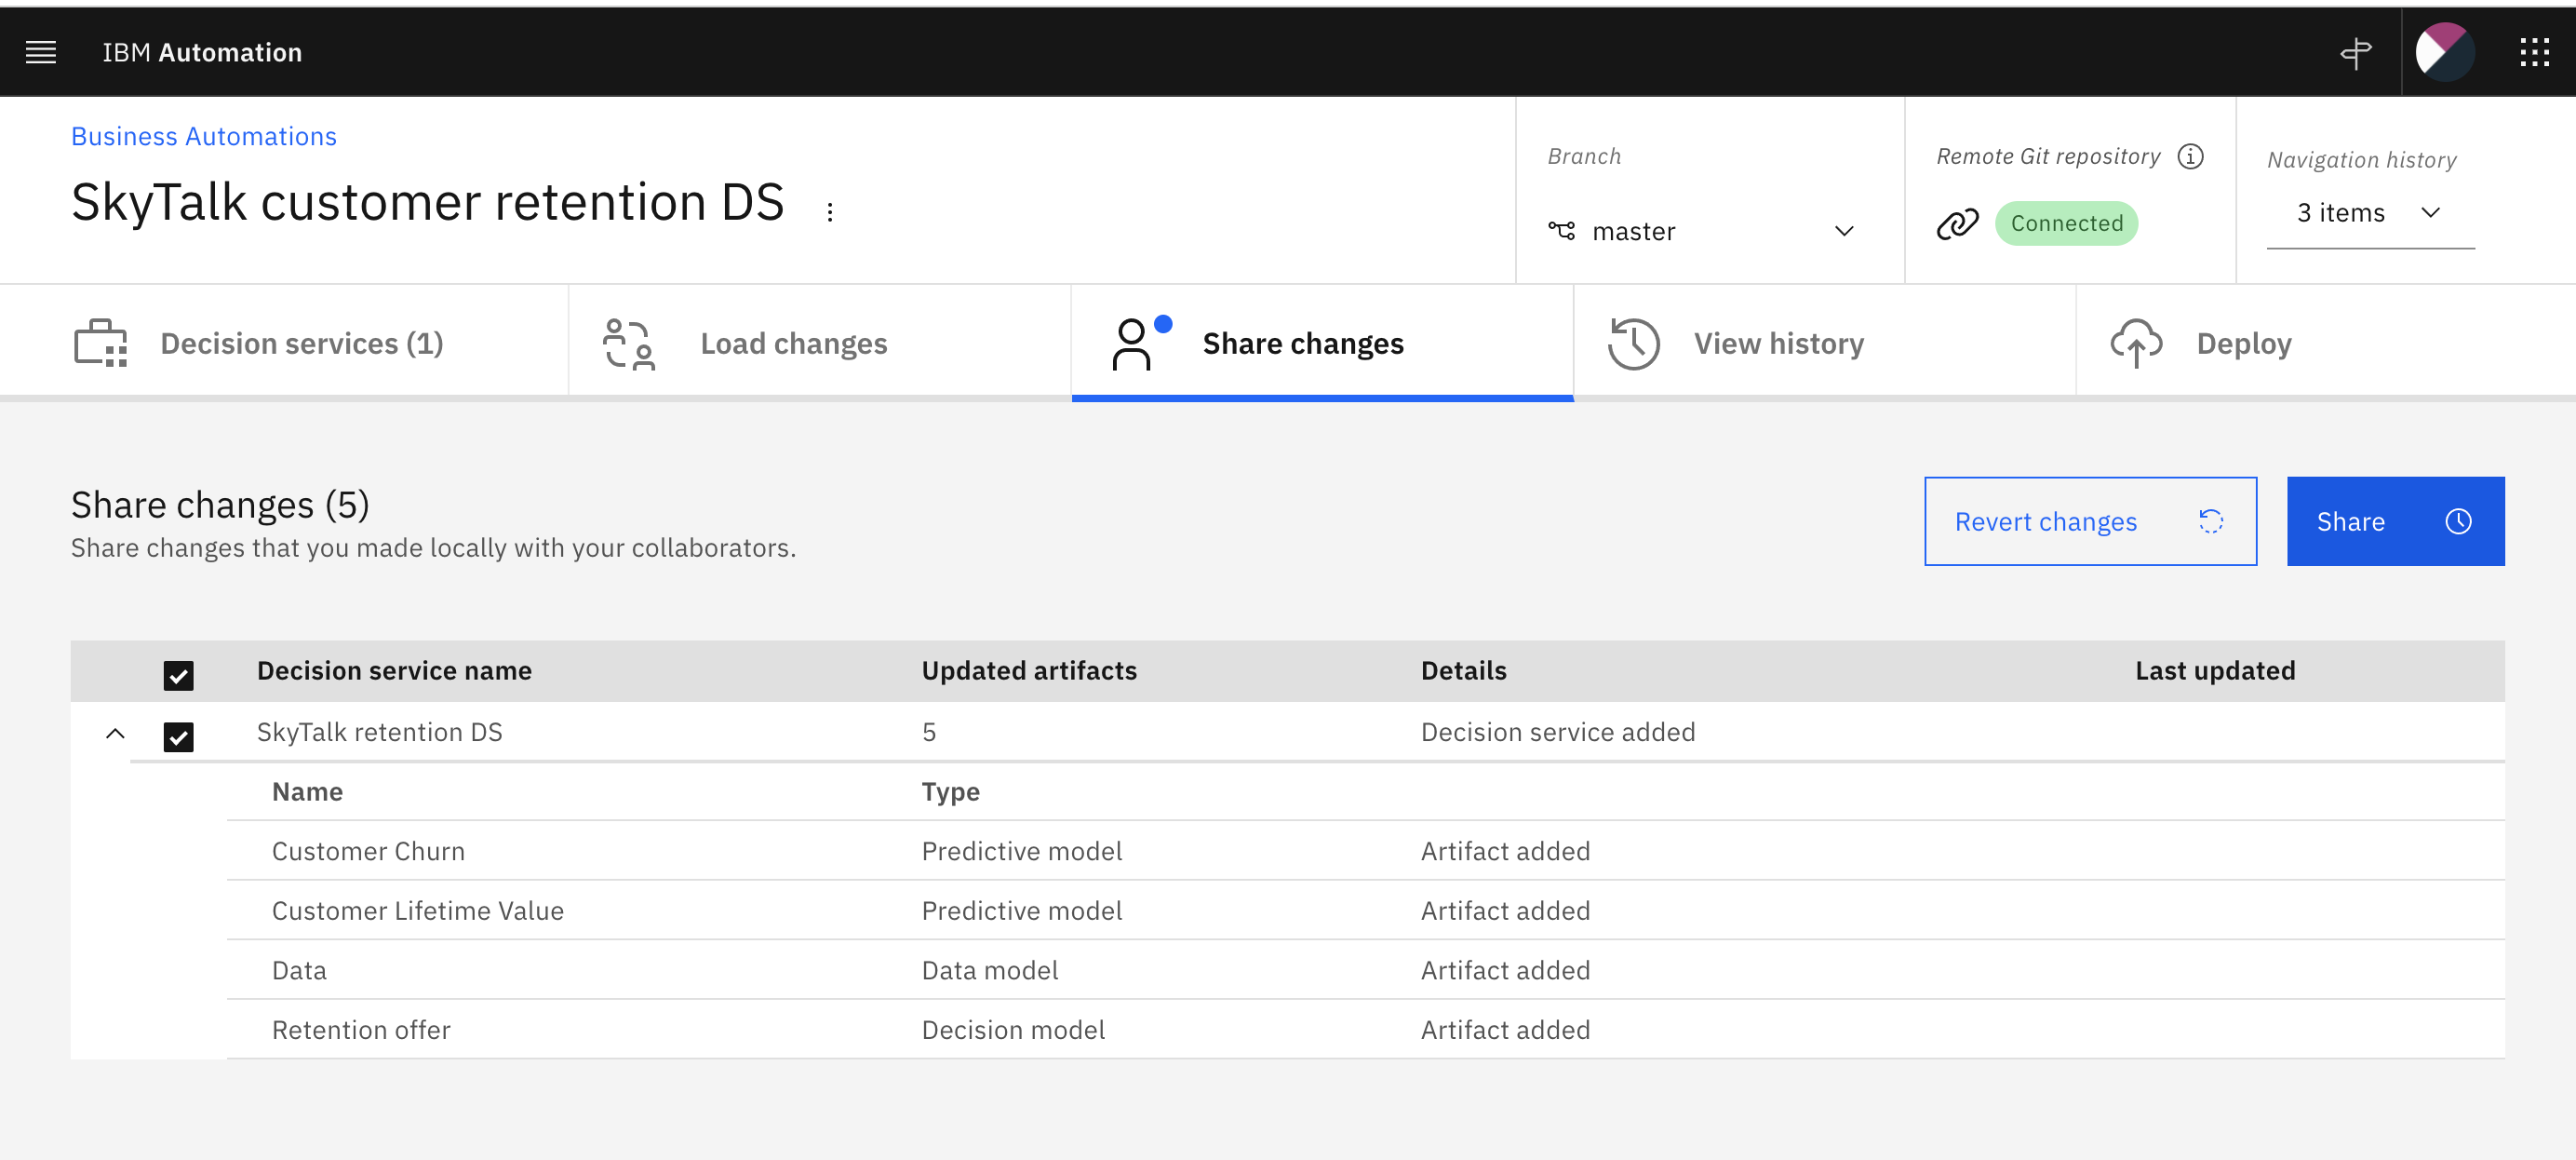 IBM Automation
Business Automations
SkyTalk customer retention DS
Branch
master
Remote Git repository
Connected
Navigation history
3 items
Decision services (1)
Load changes
Share changes
View history
Deploy
Share changes (5)
Share changes that you made locally with your collaborators.
Revert changes
Share
Decision service name Updated artifacts Details Last updated
SkyTalk retention DS 5 Decision service added
Name Type
Customer Churn Predictive model Artifact added
Customer Lifetime Value Predictive model Artifact added
Data Data model Artifact added
Retention offer Decision model Artifact added